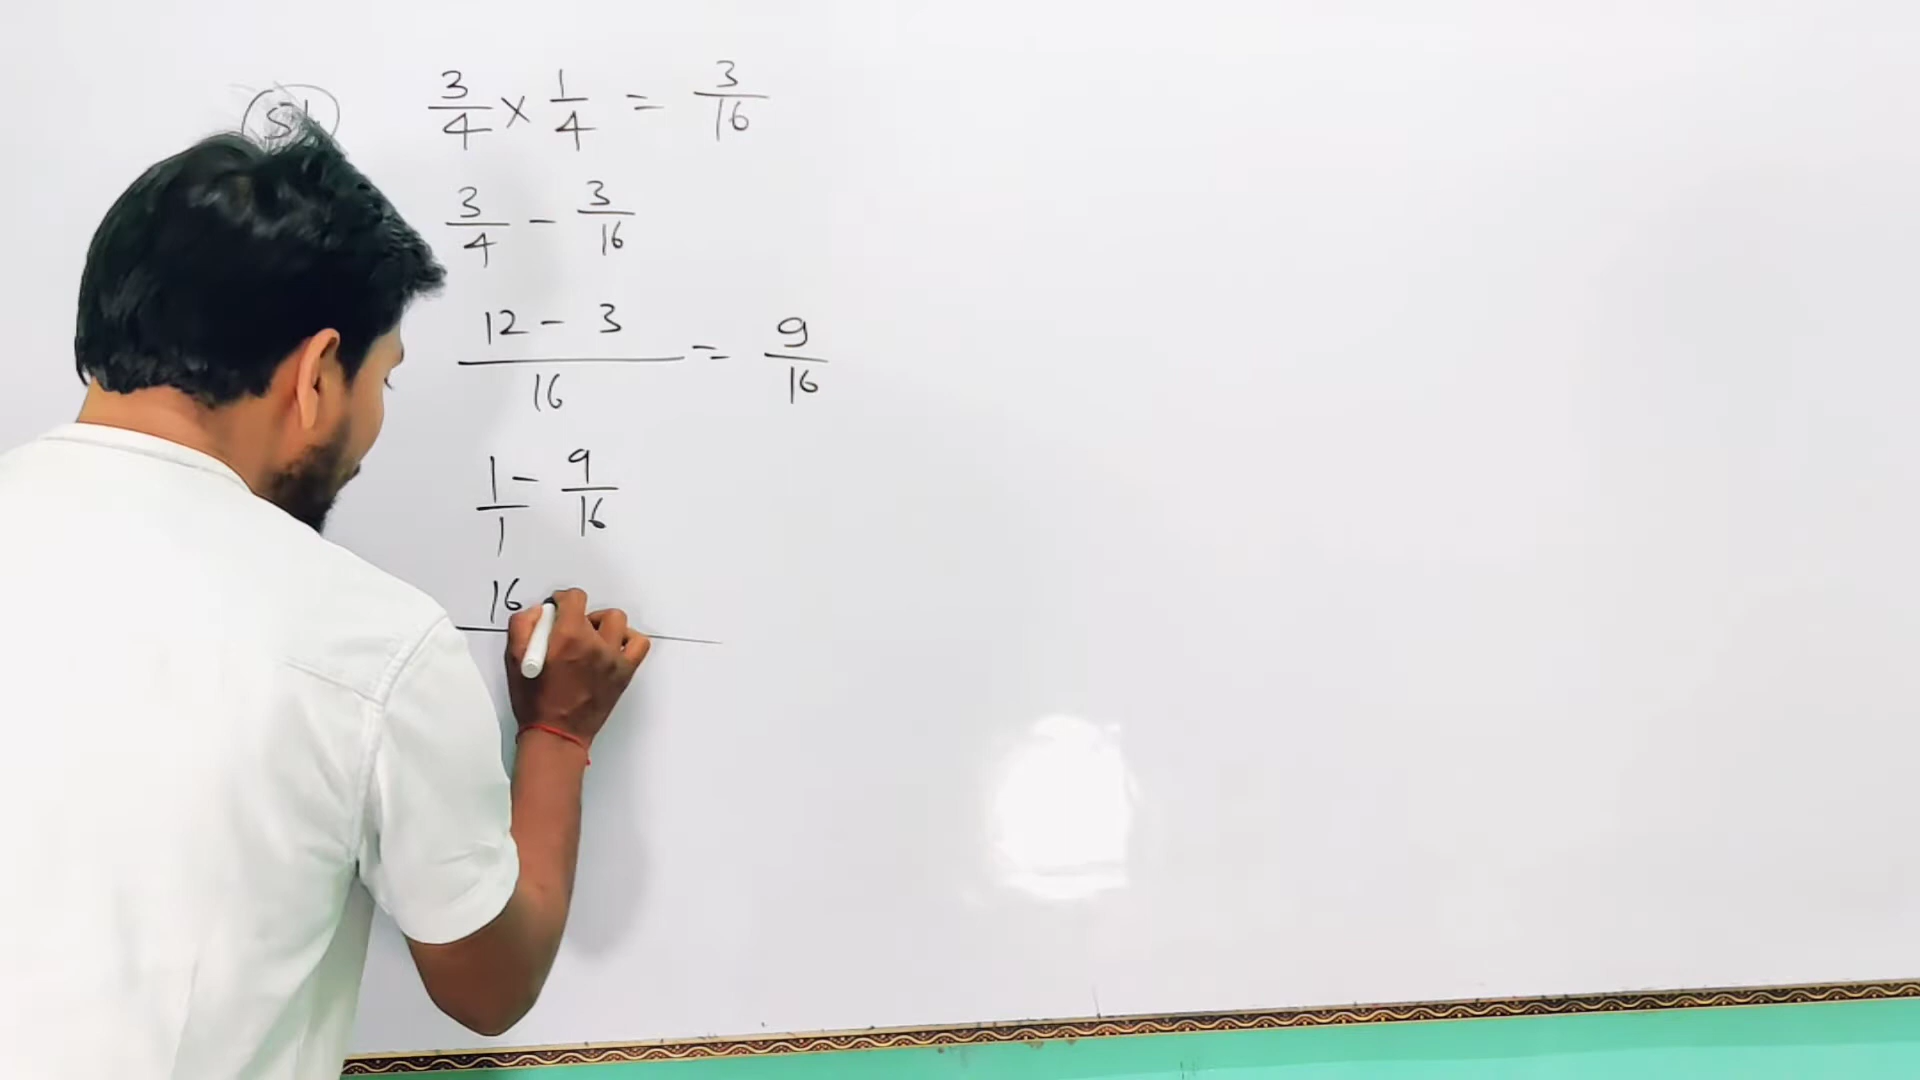 3/4 × 1/4 = 3/16
3/4 - 3/16
12 - 3/16 = 9/16
1/1 - 9/16
16